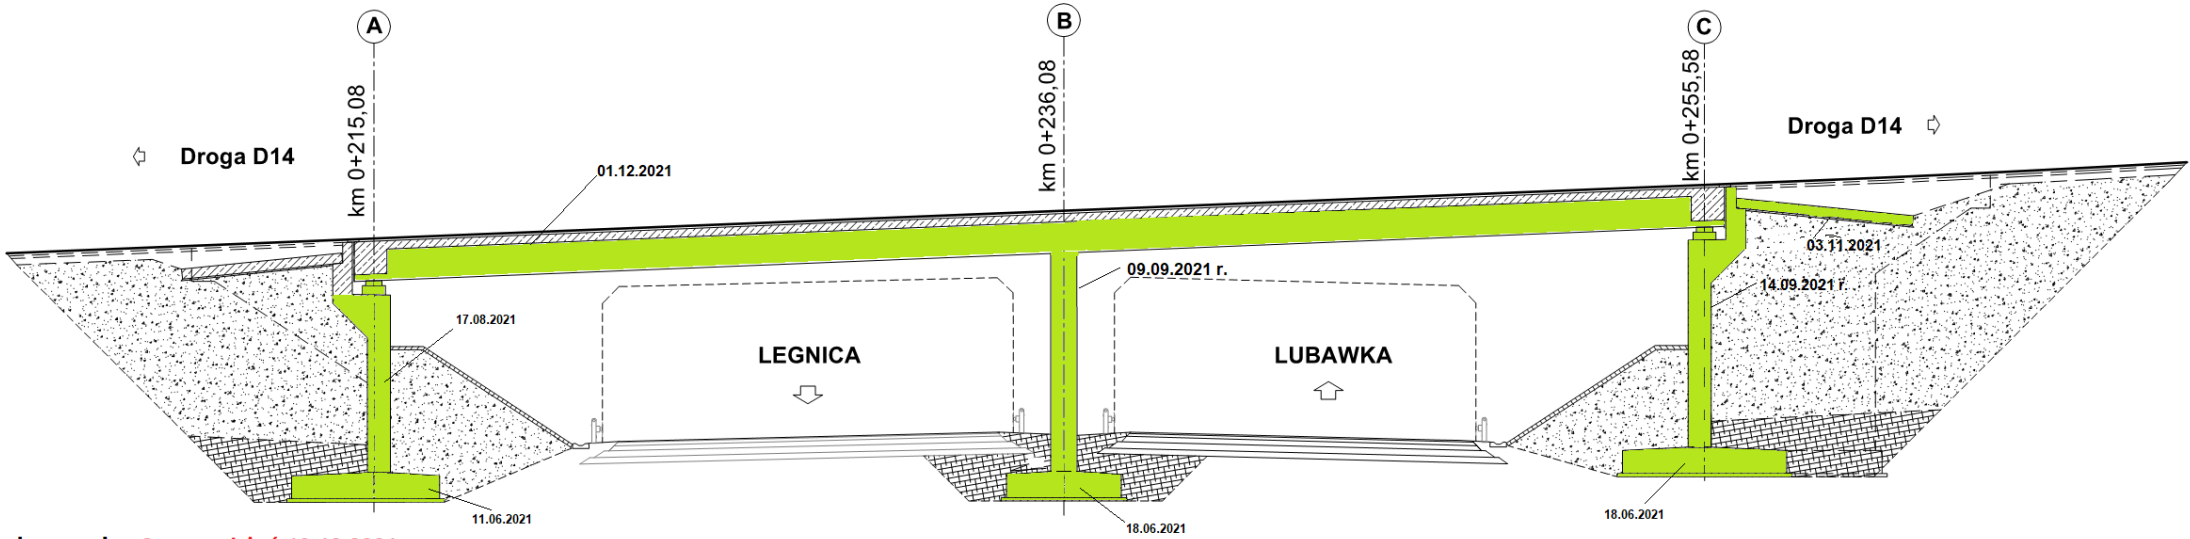 A
B
C
km 0+215,08
km 0+236,08
km 0+255,58
Droga D14
Droga D14
01.12.2021
09.09.2021 r.
03.11.2021
14.09.2021 r
17.08.2021
LEGNICA
LUBAWKA
11.06.2021
18.06.2021
18.06.2021